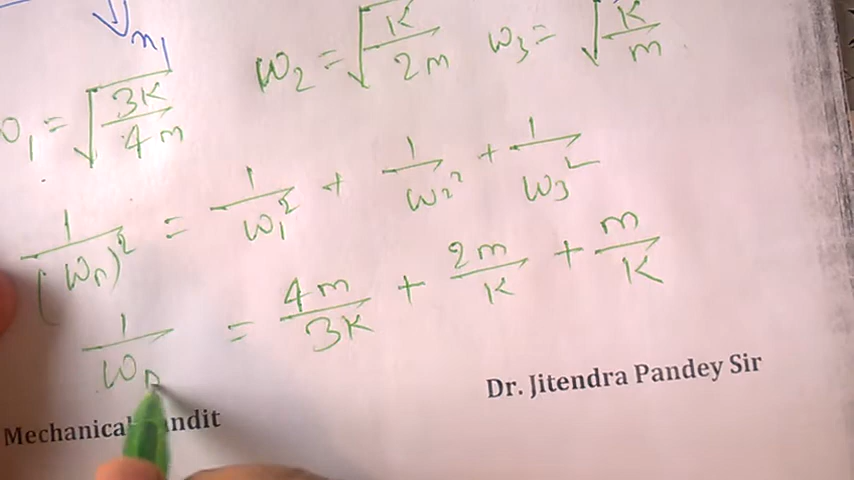 ω₂ = √(K/2m) ω₃ = √(K/m)
ω₁ = √(3K/4m)
1/(ωn)² = 1/ω₁² + 1/ω₂² + 1/ω₃²
1/ωn = 4m/3K + 2m/K + m/K
Dr. Jitendra Pandey Sir
Mechanical